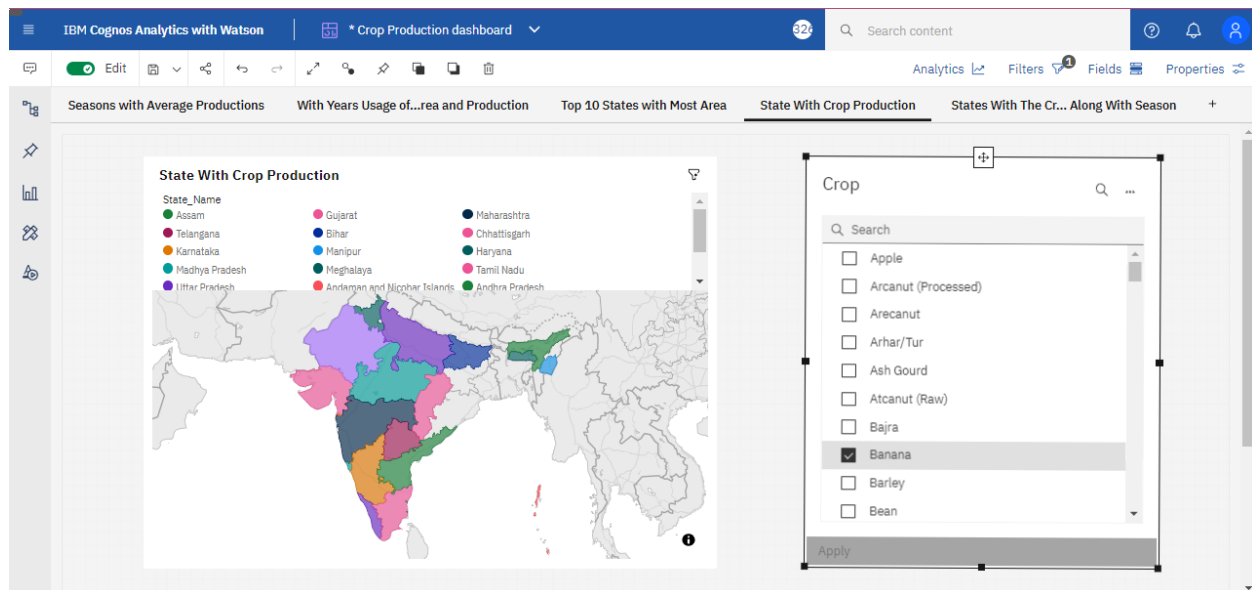 IBM Cognos Analytics with Watson
* Crop Production dashboard
Search content
Edit
Analytics
Filters
1
Fields
Properties
Seasons with Average Productions
With Years Usage of...rea and Production
Top 10 States with Most Area
State With Crop Production
States With The Cr... Along With Season
+
State With Crop Production
State_Name
Assam
Gujarat
Maharashtra
Telangana
Bihar
Chhattisgarh
Karnataka
Manipur
Haryana
Madhya Pradesh
Meghalaya
Tamil Nadu
Uttar Pradesh
Andaman and Nicobar Islands
Andhra Pradesh
Crop
Search
Apple
Arcanut (Processed)
Arecanut
Arhar/Tur
Ash Gourd
Atcanut (Raw)
Bajra
Banana
Barley
Bean
Apply